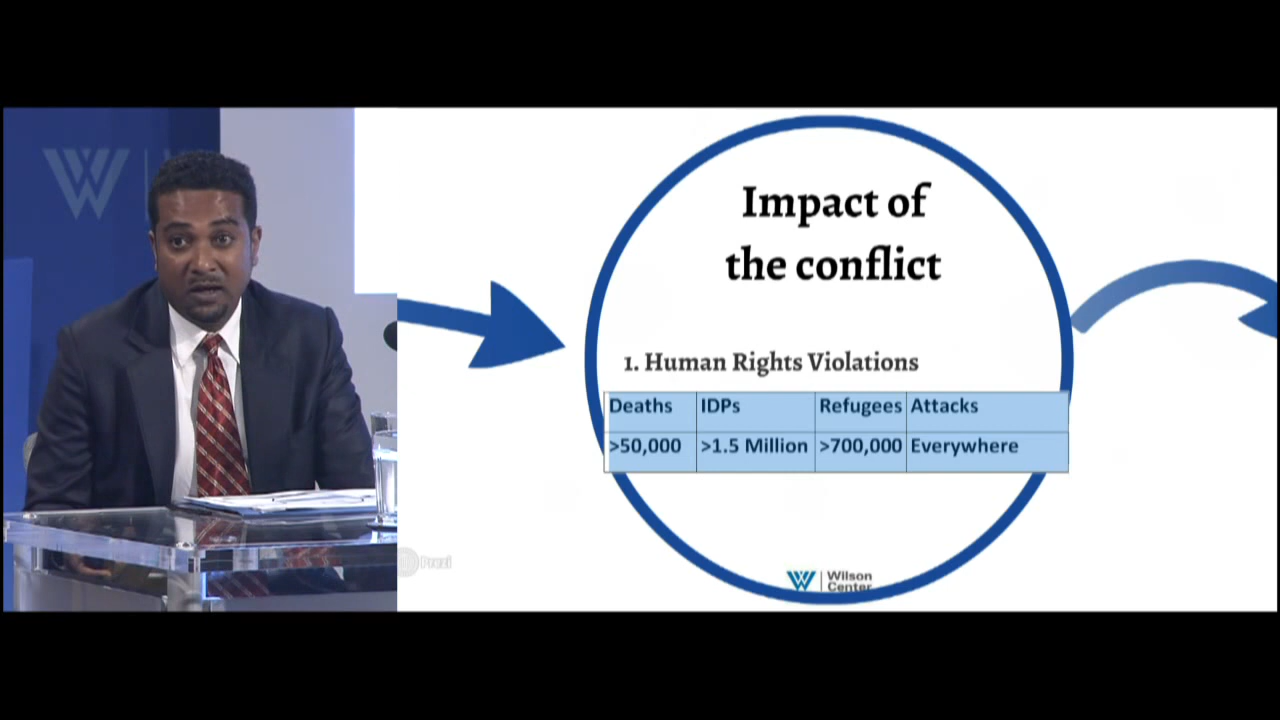 W
Impact of
the conflict
1. Human Rights Violations
Deaths IDPs Refugees Attacks
>50,000 >1.5 Million >700,000 Everywhere
Prezi
W Wilson
Center